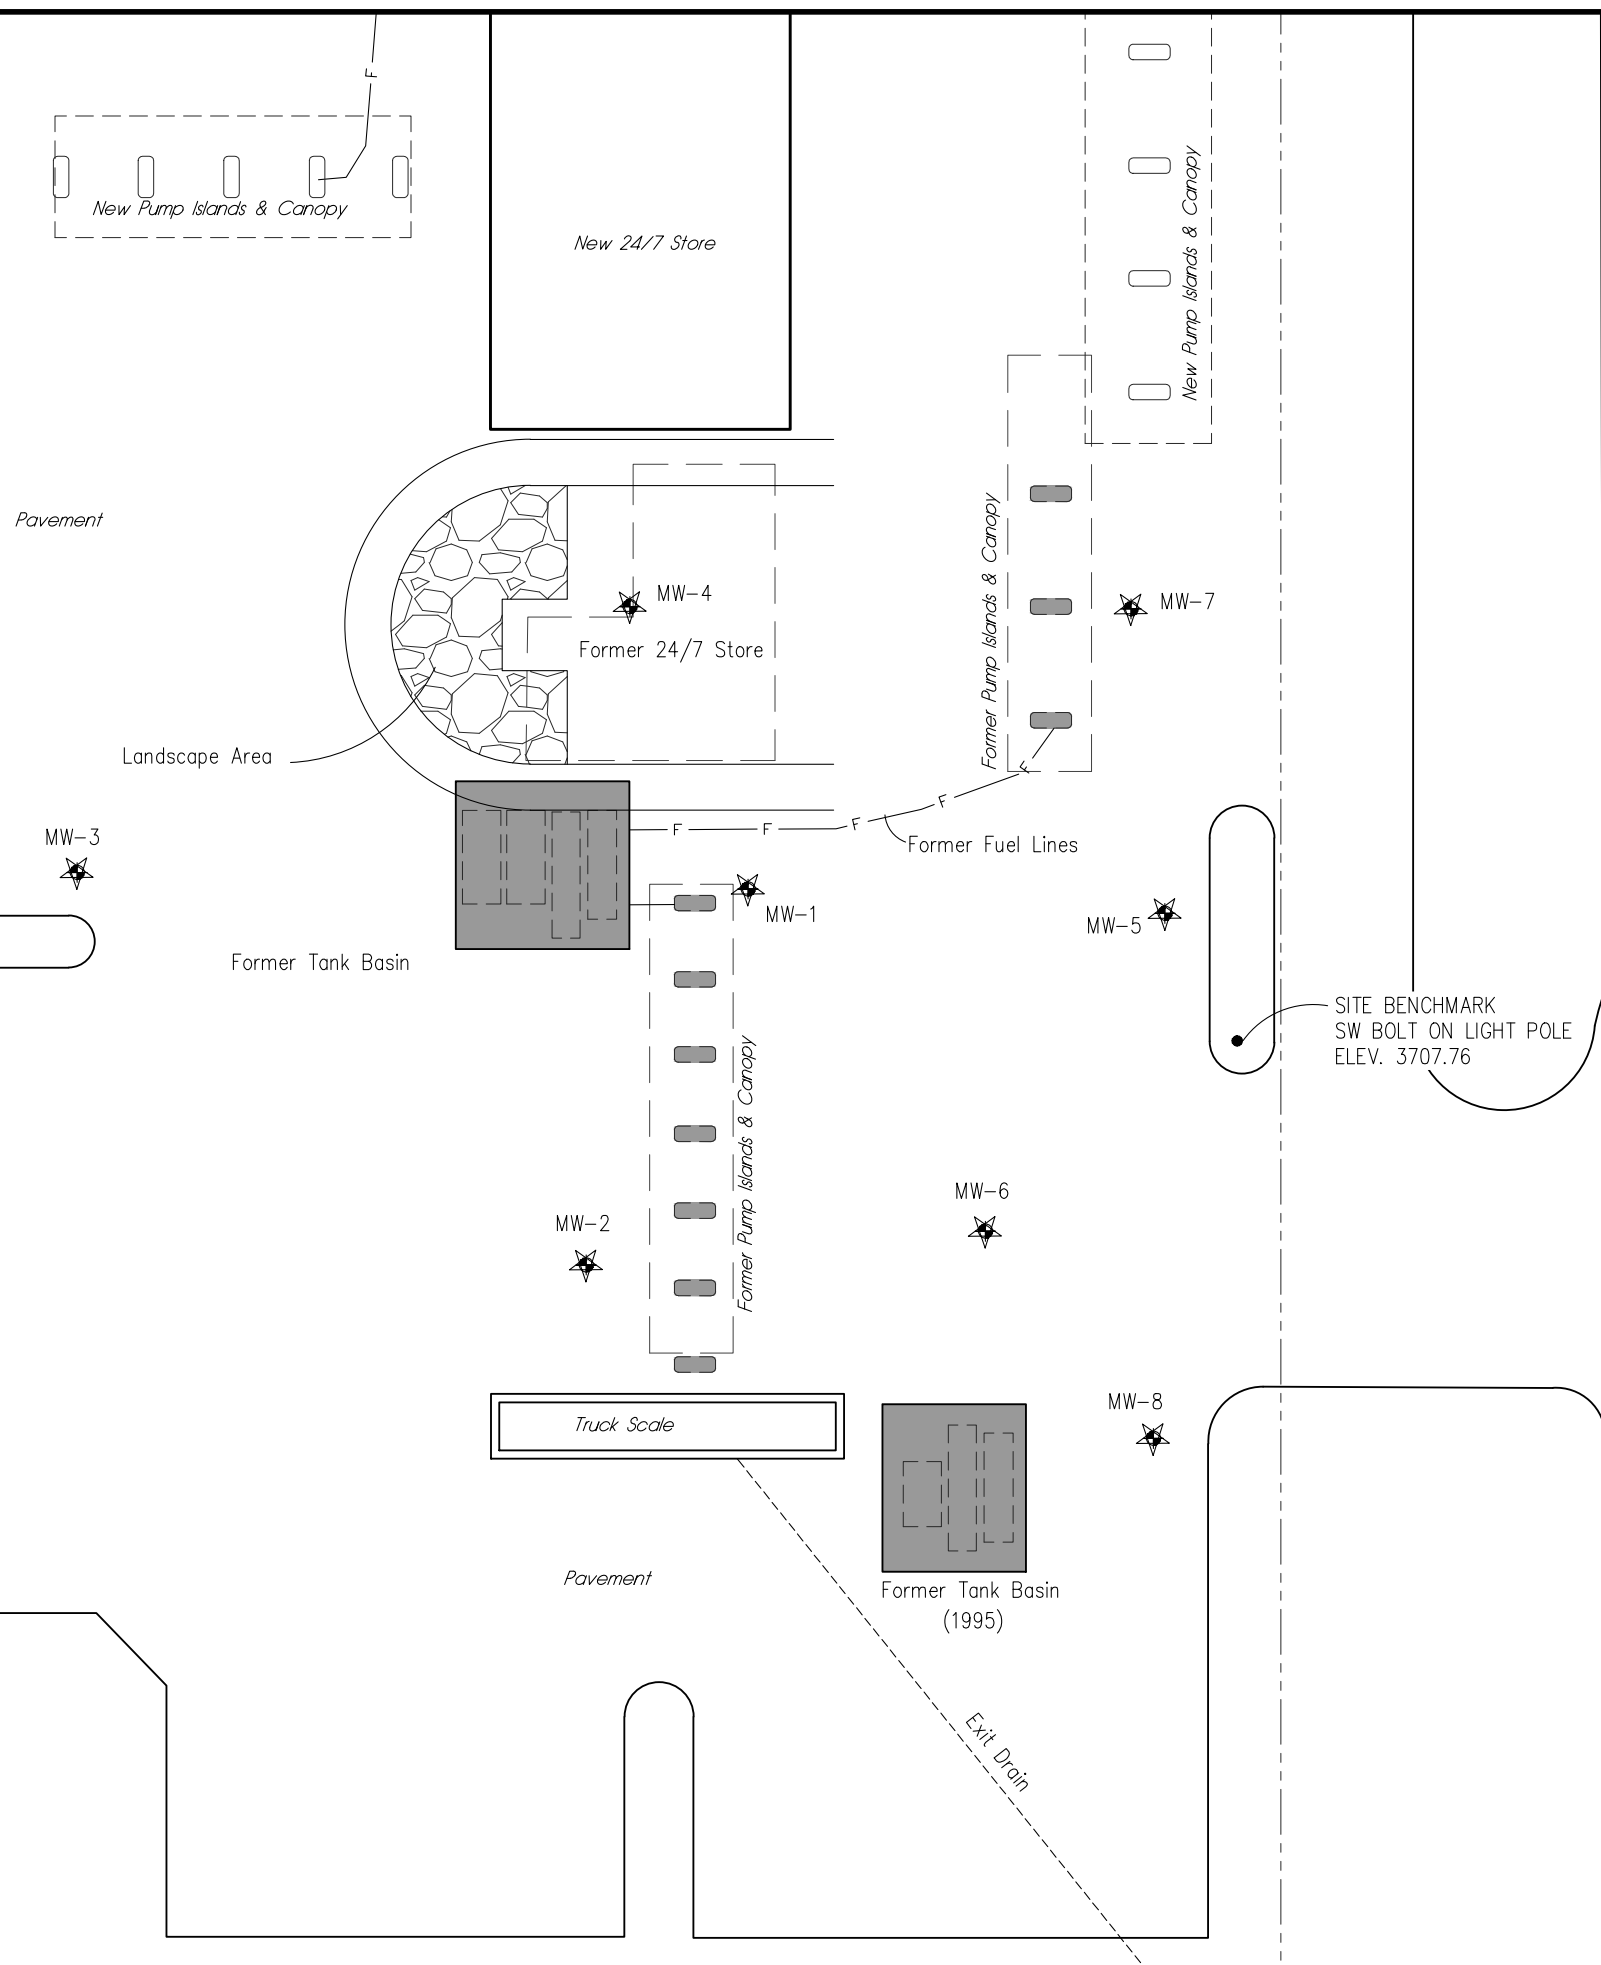 F
New Pump Islands & Canopy
New 24/7 Store
New Pump Islands & Canopy
Pavement
MW-4
Former 24/7 Store
Former Pump Islands & Canopy
MW-7
Landscape Area
MW-3
F
F
F
F
F
Former Fuel Lines
MW-1
MW-5
Former Tank Basin
SITE BENCHMARK
SW BOLT ON LIGHT POLE
ELEV. 3707.76
Former Pump Islands & Canopy
MW-6
MW-2
MW-8
Truck Scale
Pavement
Former Tank Basin
(1995)
Exit Drain